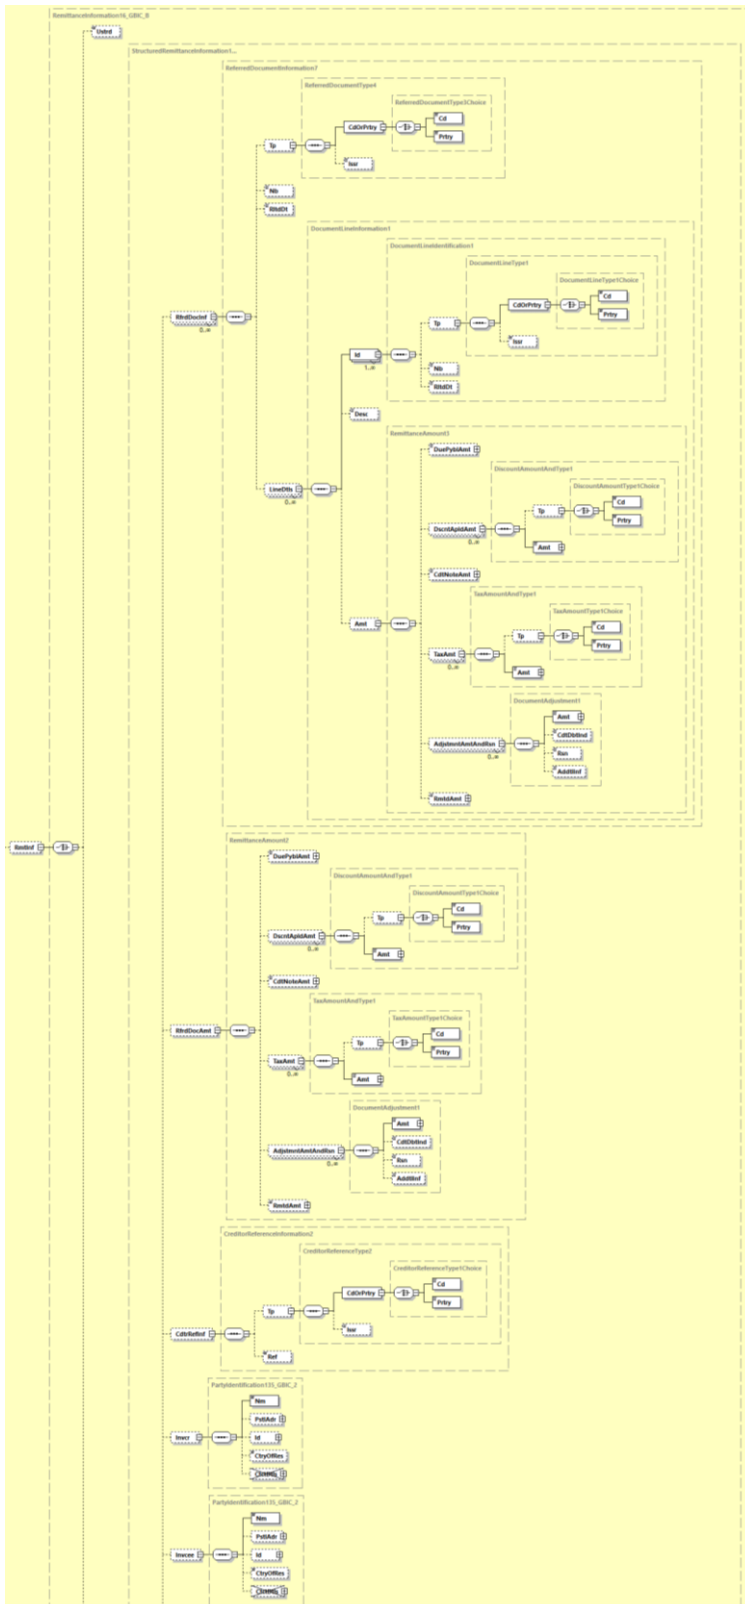 RemittanceInformation16_GBIC_8
Ustrd
StructuredRemittanceInformation1...
ReferredDocumentInformation7
ReferredDocumentType4
ReferredDocumentType3Choice
Cd
CdOrPrtry
Prtry
Tp
Issr
Nb
RltdDt
DocumentLineInformation1
DocumentLineIdentification1
DocumentLineType1
DocumentLineType1Choice
Cd
CdOrPrtry
Prtry
RfrdDocInf
0..∞
Tp
Issr
Id
1..∞
Nb
RltdDt
Desc
RemittanceAmount3
DuePyblAmt
DiscountAmountAndType1
DiscountAmountType1Choice
LineDtls
0..∞
Cd
Tp
Prtry
DscntApldAmt
0..∞
Amt
CdtNoteAmt
TaxAmountAndType1
TaxAmountType1Choice
Amt
Cd
Tp
Prtry
TaxAmt
0..∞
Amt
DocumentAdjustment1
Amt
CdtDbtInd
AdjstmntAmtAndRsn
0..∞
Rsn
AddtlInf
RmtdAmt
RmtInf
RemittanceAmount2
DuePyblAmt
DiscountAmountAndType1
DiscountAmountType1Choice
Cd
Tp
Prtry
DscntApldAmt
0..∞
Amt
CdtNoteAmt
TaxAmountAndType1
TaxAmountType1Choice
RfrdDocAmt
Cd
Tp
Prtry
TaxAmt
0..∞
Amt
DocumentAdjustment1
Amt
CdtDbtInd
AdjstmntAmtAndRsn
0..∞
Rsn
AddtlInf
RmtdAmt
CreditorReferenceInformation2
CreditorReferenceType2
CreditorReferenceType1Choice
Cd
CdOrPrtry
Prtry
Tp
Issr
CdtrRefInf
Ref
PartyIdentification135_GBIC_2
Nm
PstlAdr
Invcr
Id
CtryOfRes
PartyIdentification135_GBIC_2
Nm
PstlAdr
Invcee
Id
CtryOfRes